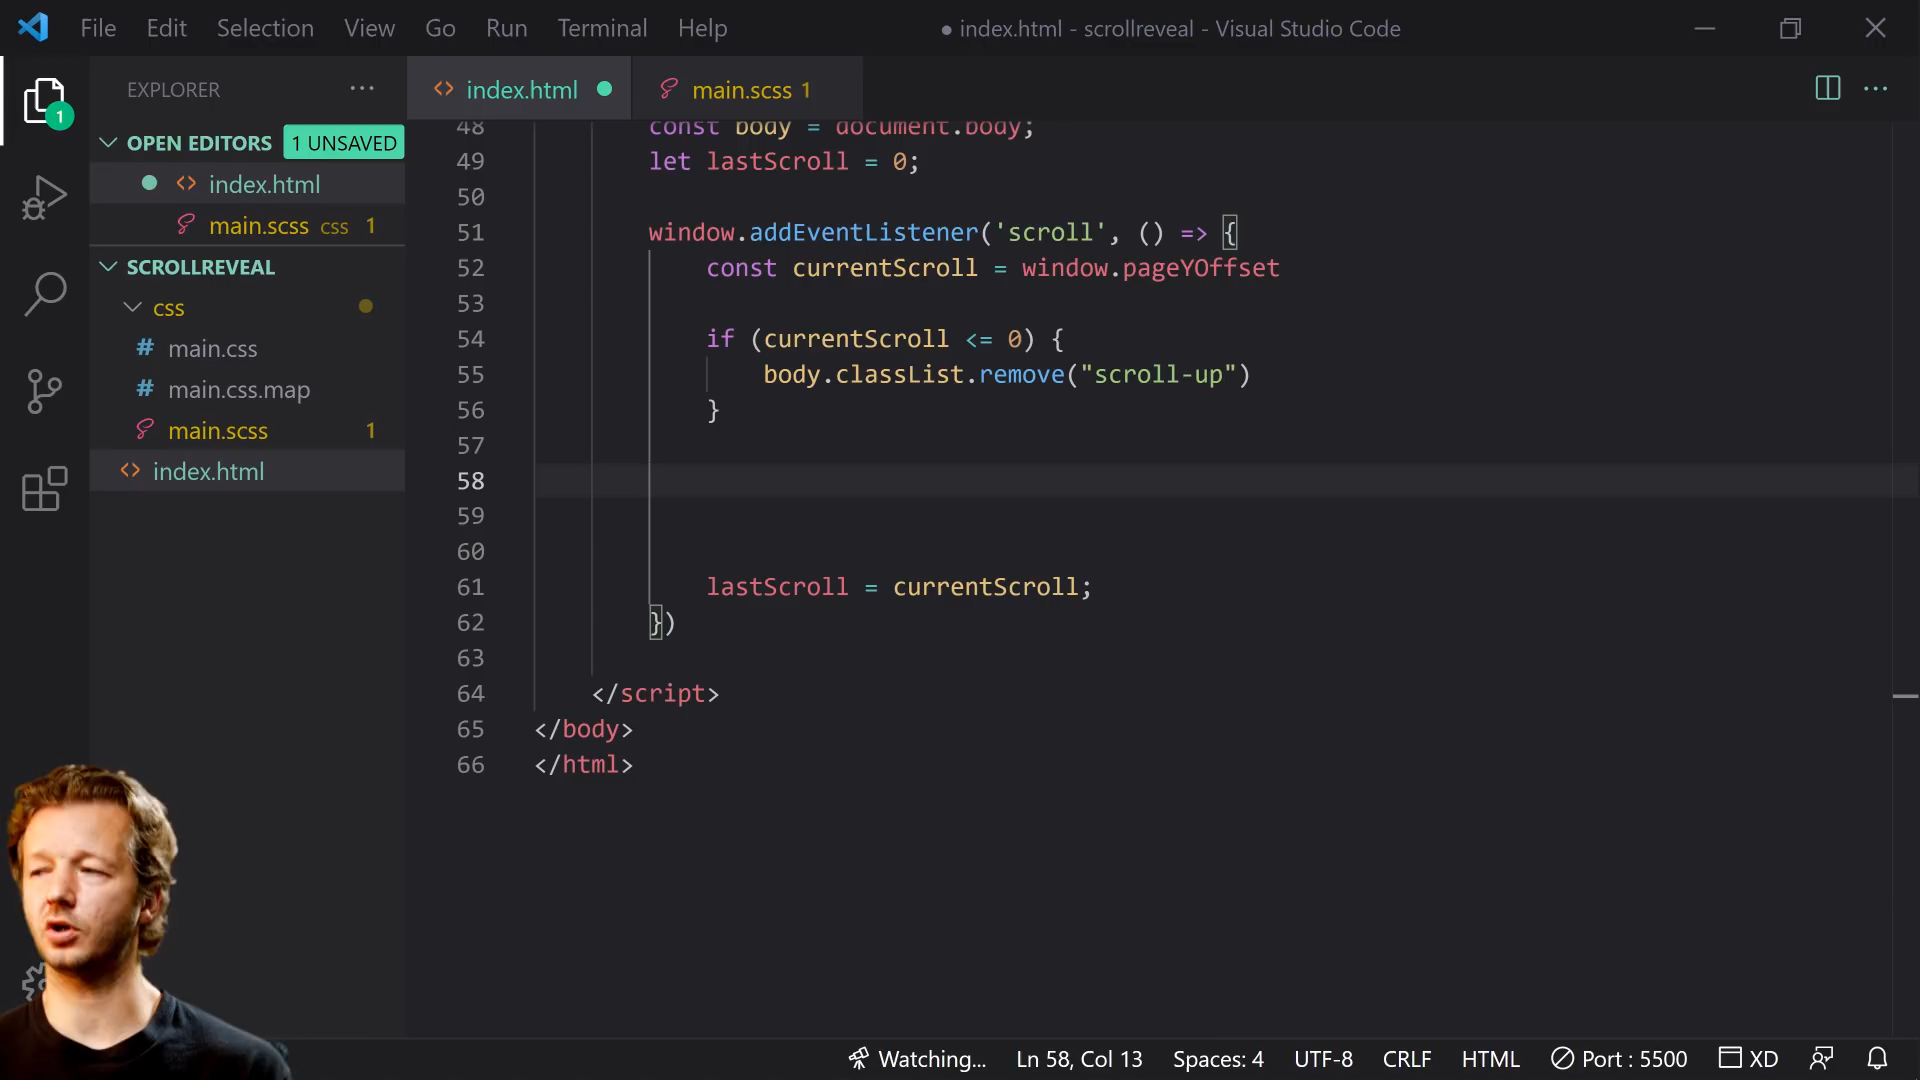 File Edit Selection View Go Run Terminal Help
● index.html - scrollreveal - Visual Studio Code
EXPLORER
index.html
main.scss 1
OPEN EDITORS 1 UNSAVED
index.html
main.scss css 1
SCROLLREVEAL
css
# main.css
# main.css.map
main.scss 1
<> index.html
1
48 const body = document.body;
49 let lastScroll = 0;
50
51 window.addEventListener('scroll', () => {
52 const currentScroll = window.pageYOffset
53
54 if (currentScroll <= 0) {
55 body.classList.remove("scroll-up")
56 }
57
58
59
60
61 lastScroll = currentScroll;
62 })
63
64 </script>
65 </body>
66 </html>
Watching... Ln 58, Col 13 Spaces: 4 UTF-8 CRLF HTML Port : 5500 XD